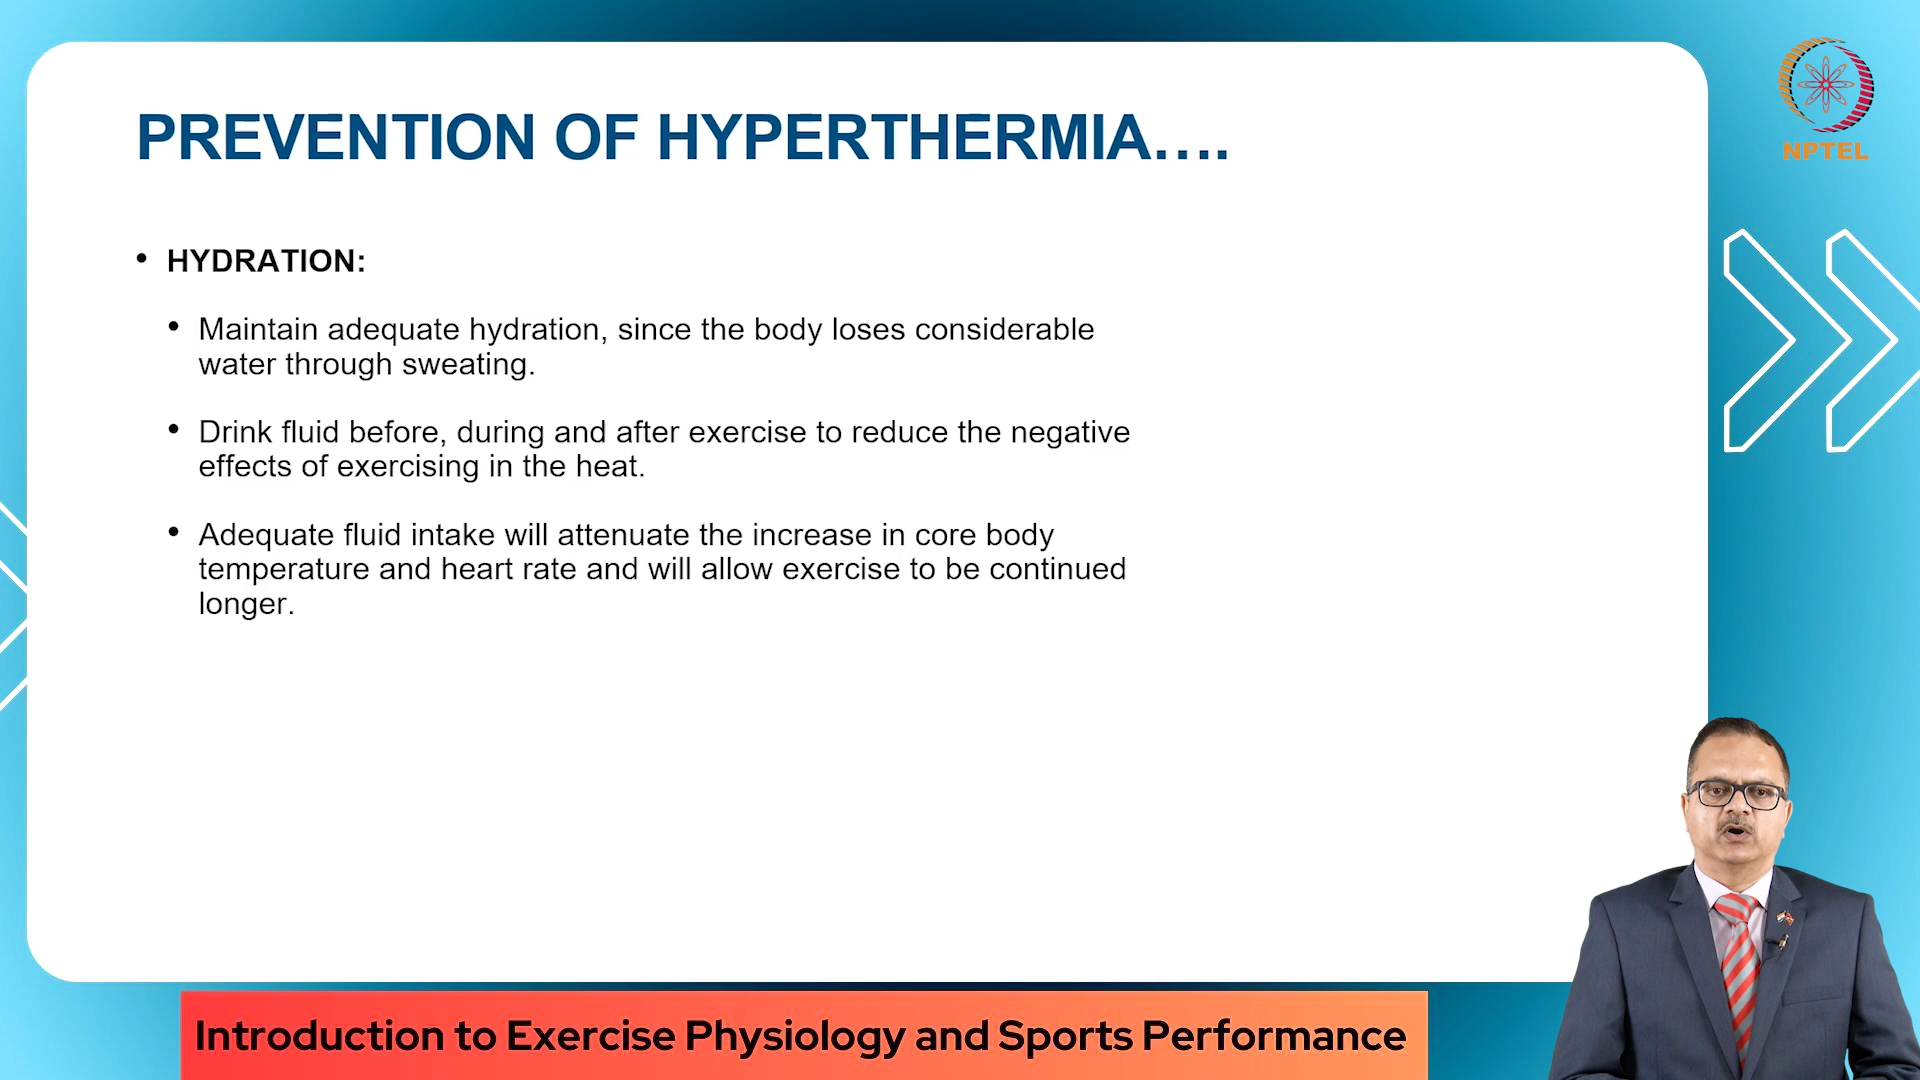 PREVENTION OF HYPERTHERMIA....
NPTEL
• HYDRATION:
• Maintain adequate hydration, since the body loses considerable
water through sweating.
• Drink fluid before, during and after exercise to reduce the negative
effects of exercising in the heat.
• Adequate fluid intake will attenuate the increase in core body
temperature and heart rate and will allow exercise to be continued
longer.
Introduction to Exercise Physiology and Sports Performance